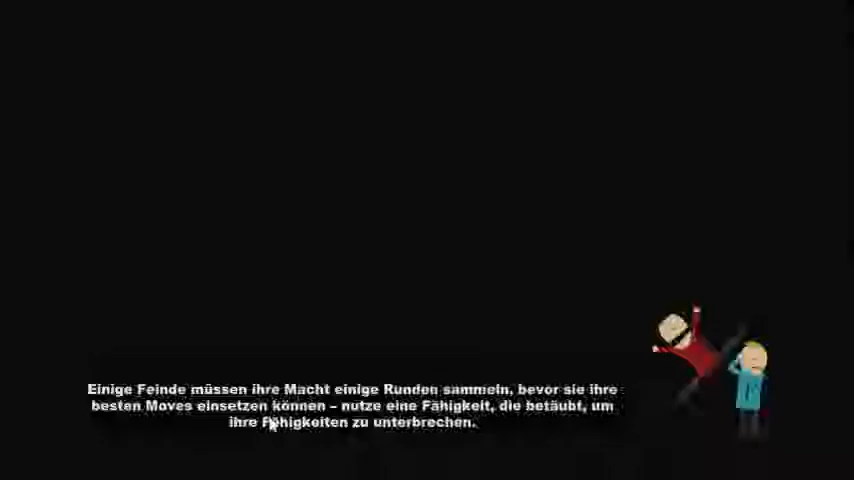 Einige Feinde müssen ihre Macht einige Runden sammeln, bevor sie ihre
besten Moves einsetzen können – nutze eine Fähigkeit, die betäubt, um
ihre Fähigkeiten zu unterbrechen.